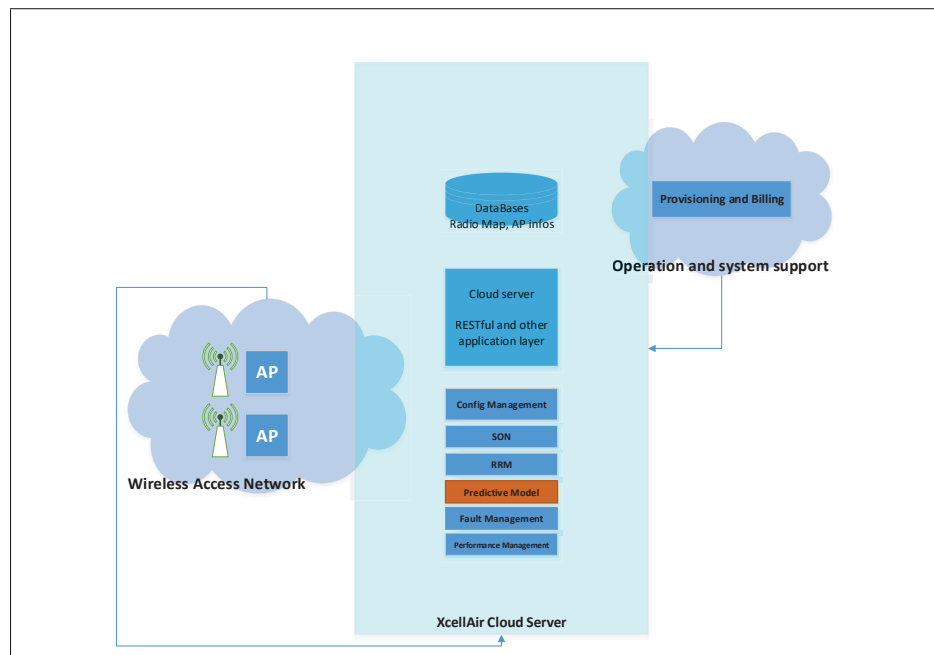 DataBases
Radio Map, AP infos
Provisioning and Billing
Operation and system support
Cloud server
RESTful and other
application layer
AP
AP
Wireless Access Network
Config Management
SON
RRM
Predictive Model
Fault Management
Performance Management
XcellAir Cloud Server